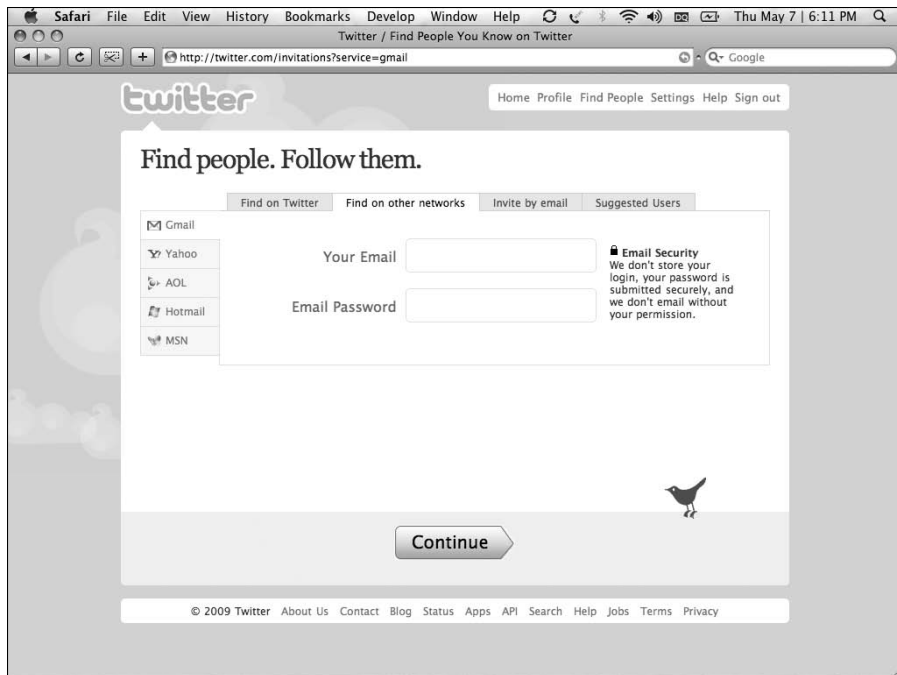 Safari File Edit View History Bookmarks Develop Window Help Thu May 7 | 6:11 PM
Twitter / Find People You Know on Twitter
http://twitter.com/invitations?service=gmail Google
twitter
Home Profile Find People Settings Help Sign out
Find people. Follow them.
Find on Twitter Find on other networks Invite by email Suggested Users
Gmail
Yahoo
AOL
Hotmail
MSN
Your Email
Email Password
Email Security
We don't store your
login, your password is
submitted securely, and
we don't email without
your permission.
Continue
© 2009 Twitter About Us Contact Blog Status Apps API Search Help Jobs Terms Privacy